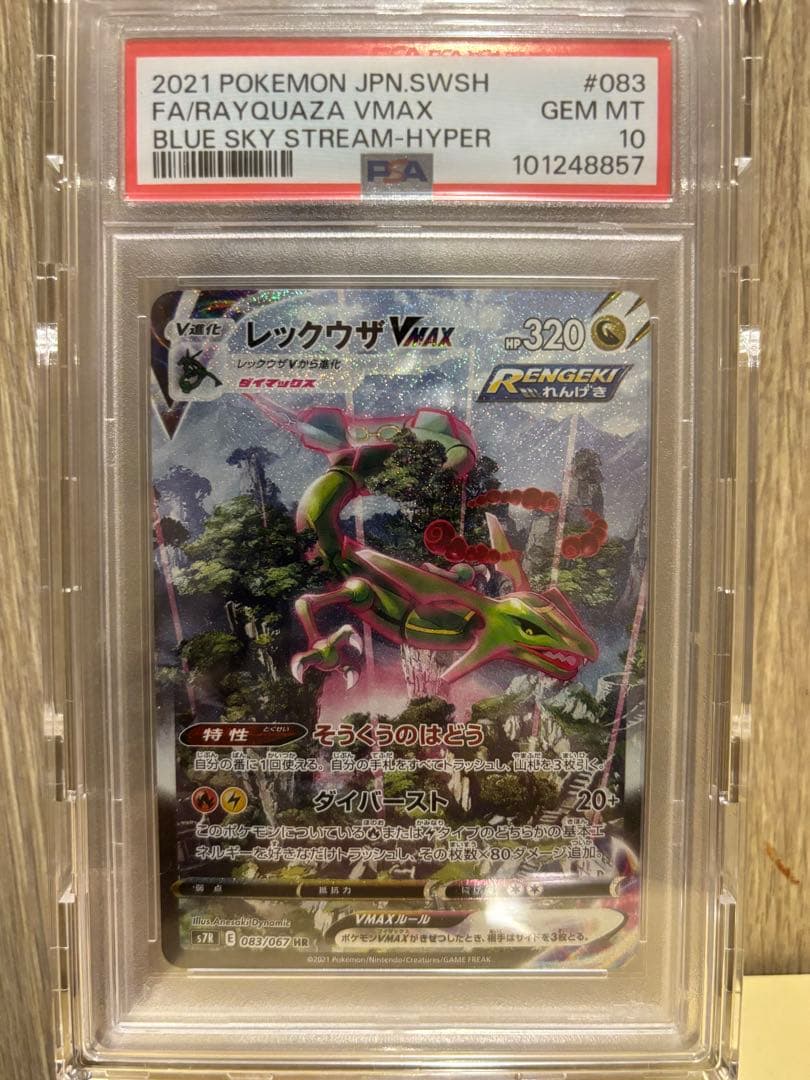 2021 POKEMON JPN.SWSH #083
FA/RAYQUAZA VMAX GEM MT
BLUE SKY STREAM-HYPER 10
PSA 101248857
V進化 レックウザVMAX HP320
レックウザVから進化
ダイマックス
RENGEKI
れんげき
特性 とくせい そうくうのはどう
自分の番に1回使える。自分の手札をすべてトラッシュし、山札を3枚引く。
ダイバースト 20+
このポケモンについている または タイプのどちらかの基本エ
ネルギーを好きなだけトラッシュし、その枚数×80ダメージ追加。
弱点 抵抗力
Illus. Anesaki Dynamic
VMAXルール
ポケモンVMAXがきぜつしたとき、相手はサイドを3枚とる。
s7R E 083/067 HR
©2021 Pokémon/Nintendo/Creatures/GAME FREAK